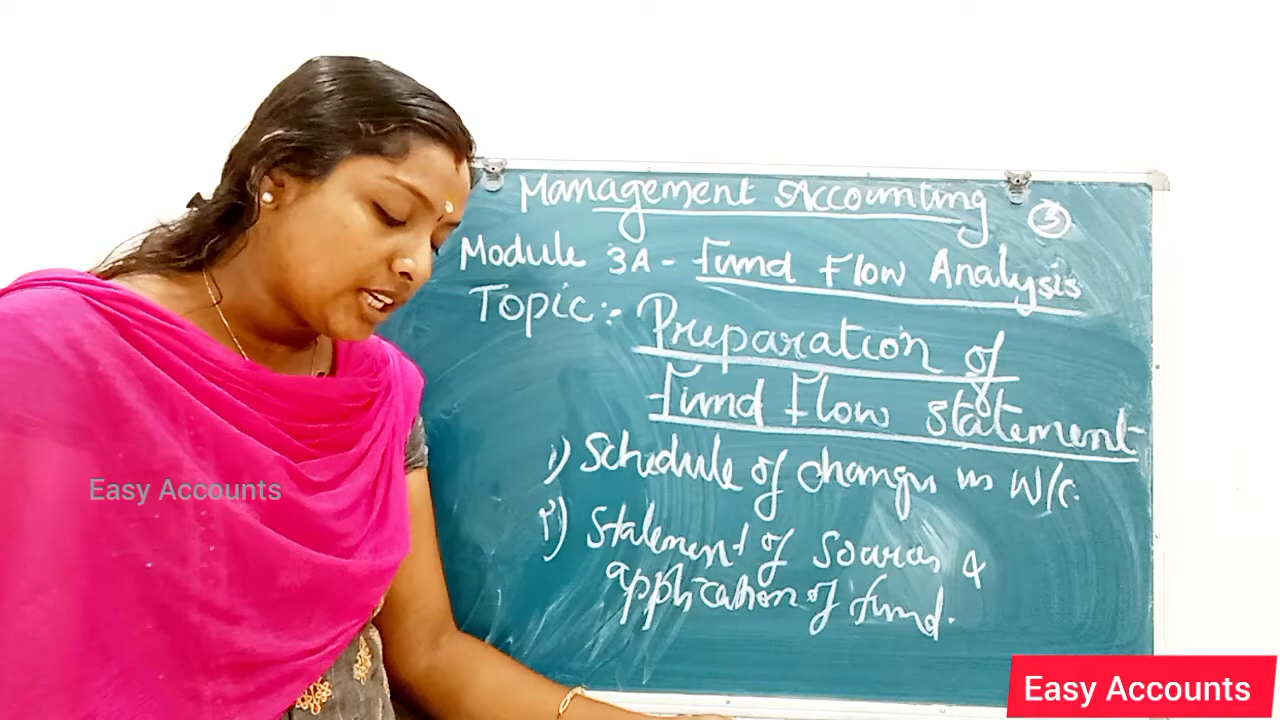 Management Accounting
3
Module 3A - Fund Flow Analysis
Topic :- Preparation of
Fund Flow Statement
i) Schedule of changes in W/C.
ii) Statement of Sources &
application of fund.
Easy Accounts
Easy Accounts